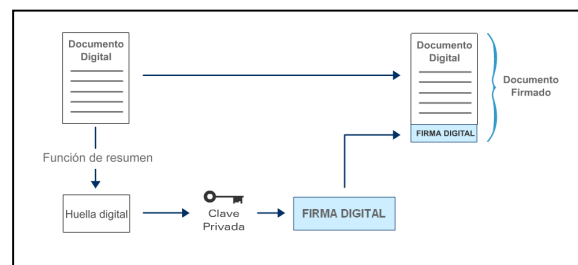 Documento
Digital
Documento
Digital
Documento
Firmado
FIRMA DIGITAL
Función de resumen
Huella digital
Clave
Privada
FIRMA DIGITAL